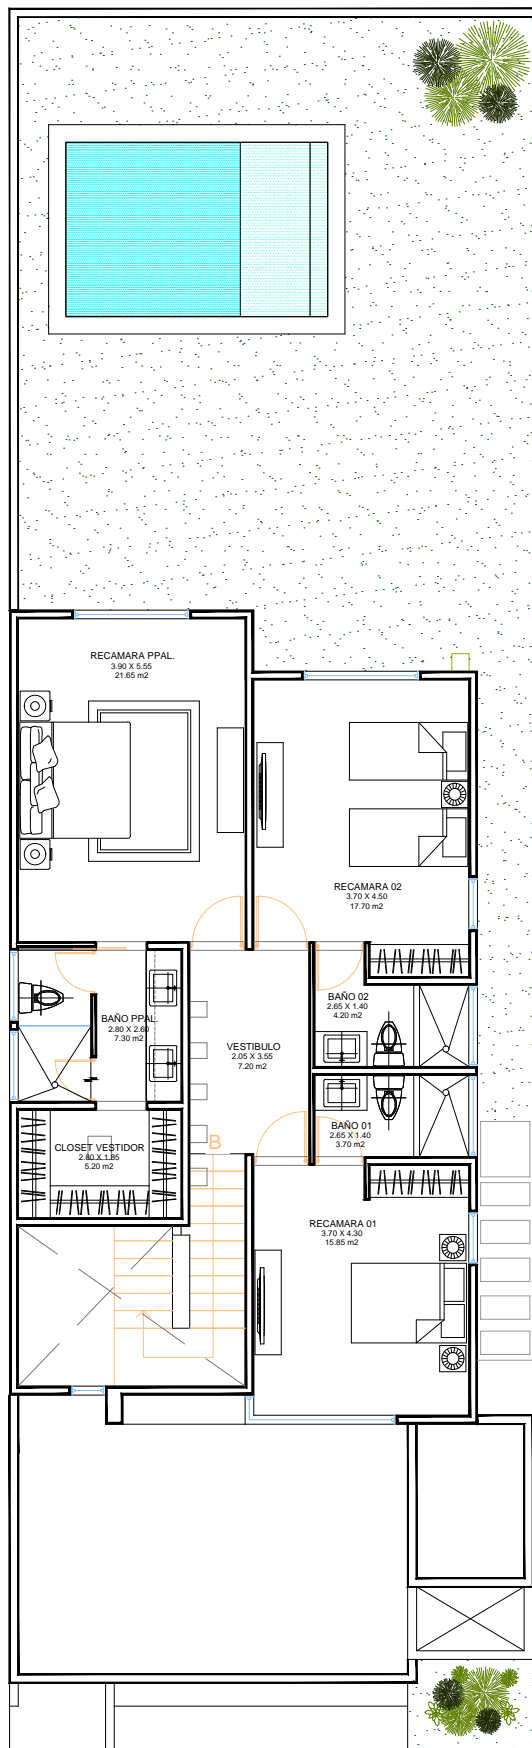 RECAMARA PPAL.
3.90 X 5.55
21.65 m2
RECAMARA 02
3.70 X 4.50
17.70 m2
BAÑO PPAL.
2.80 X 2.60
7.30 m2
BAÑO 02
2.65 X 1.40
4.20 m2
VESTIBULO
2.05 X 3.55
7.20 m2
BAÑO 01
2.65 X 1.40
3.70 m2
B
CLOSET VESTIDOR
2.80 X 1.85
5.20 m2
RECAMARA 01
3.70 X 4.30
15.85 m2